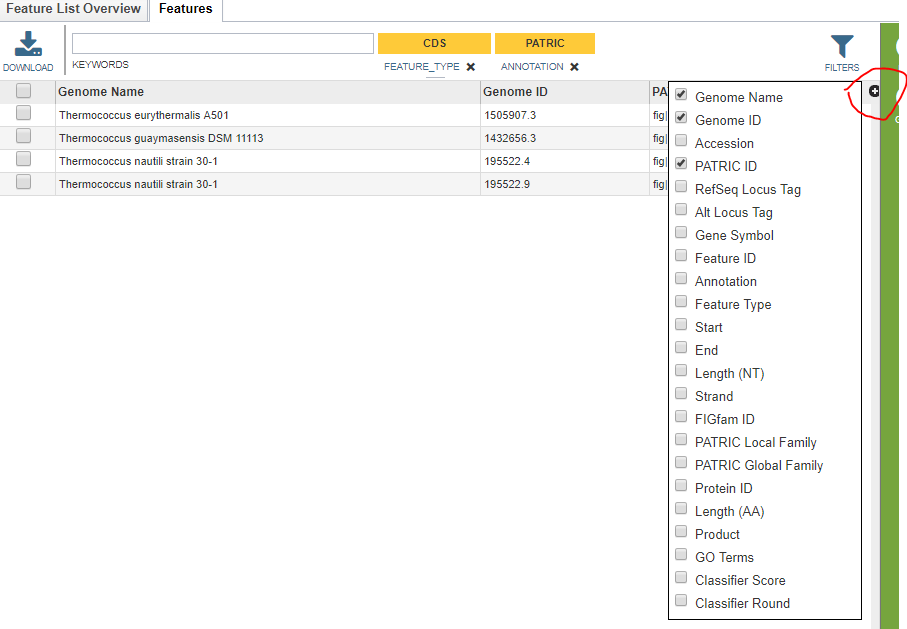 Feature List Overview Features
CDS PATRIC
DOWNLOAD KEYWORDS FEATURE_TYPE ANNOTATION FILTERS
Genome Name Genome ID PA
Thermococcus eurythermalis A501 1505907.3 fig|
Thermococcus guaymasensis DSM 11113 1432656.3 fig|
Thermococcus nautili strain 30-1 195522.4 fig|
Thermococcus nautili strain 30-1 195522.9 fig|
Genome Name
Genome ID
Accession
PATRIC ID
RefSeq Locus Tag
Alt Locus Tag
Gene Symbol
Feature ID
Annotation
Feature Type
Start
End
Length (NT)
Strand
FIGfam ID
PATRIC Local Family
PATRIC Global Family
Protein ID
Length (AA)
Product
GO Terms
Classifier Score
Classifier Round